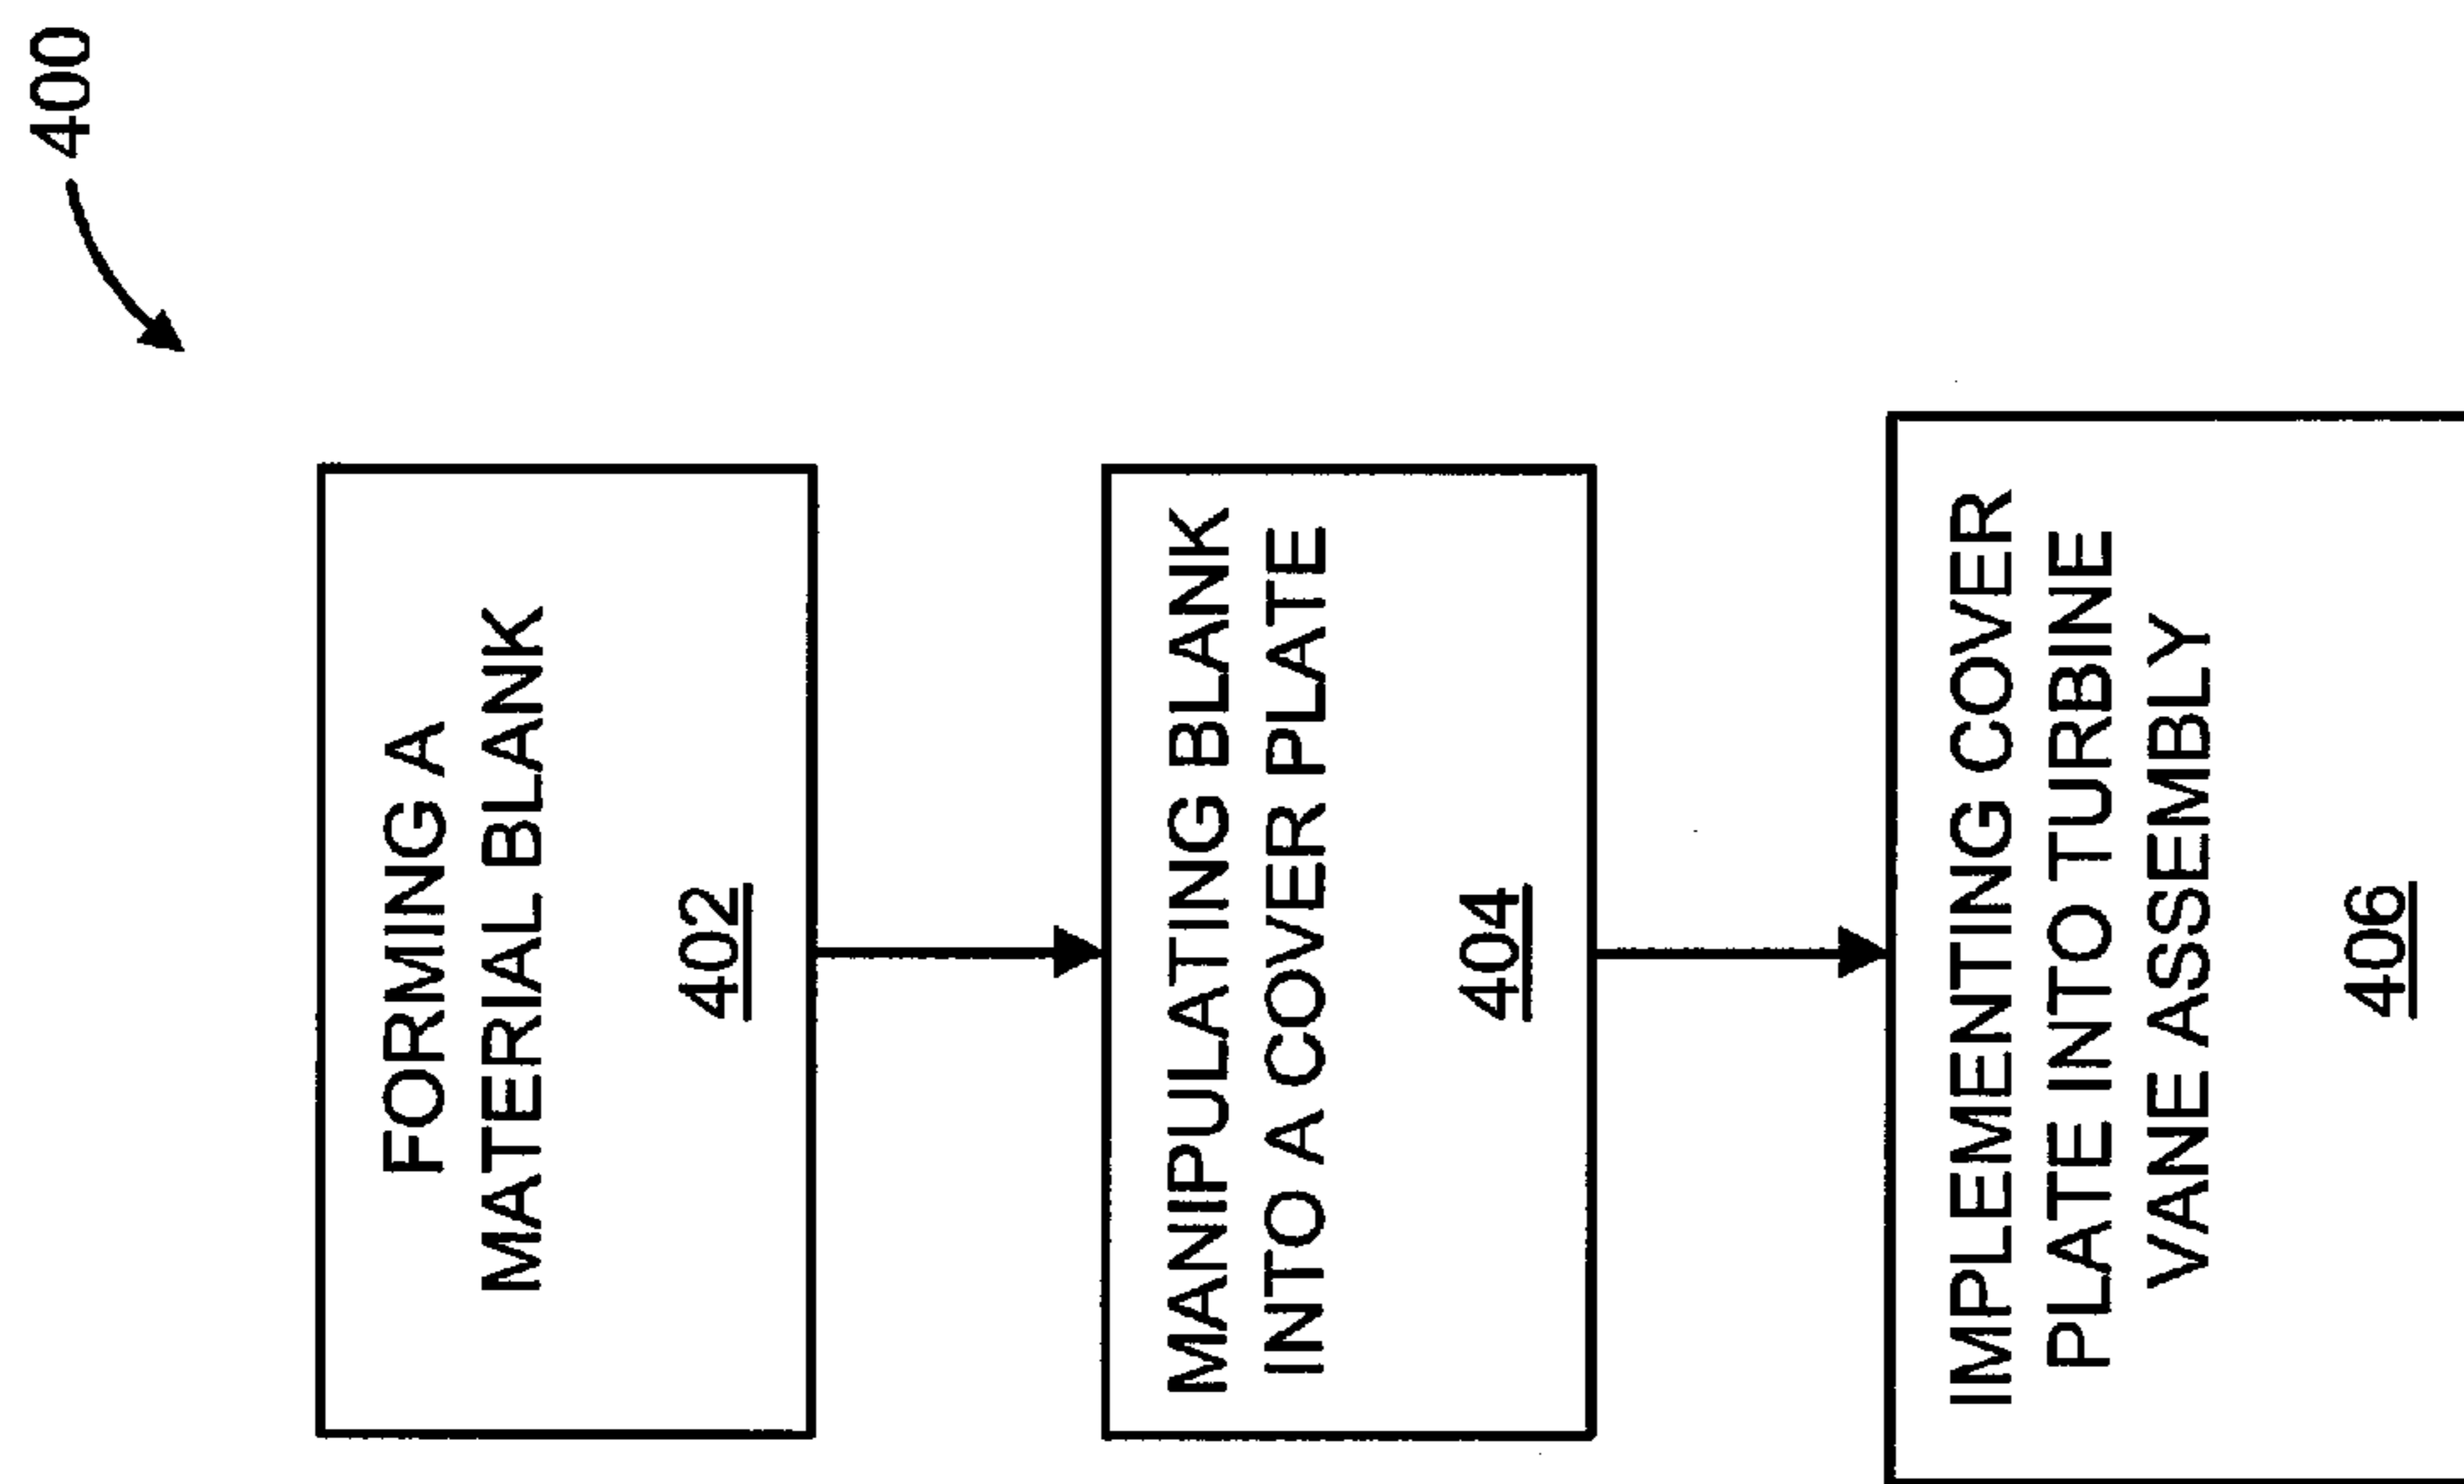 400
FORMING A
MATERIAL BLANK
402
MANIPULATING BLANK
INTO A COVER PLATE
404
IMPLEMENTING COVER
PLATE INTO TURBINE
VANE ASSEMBLY
406